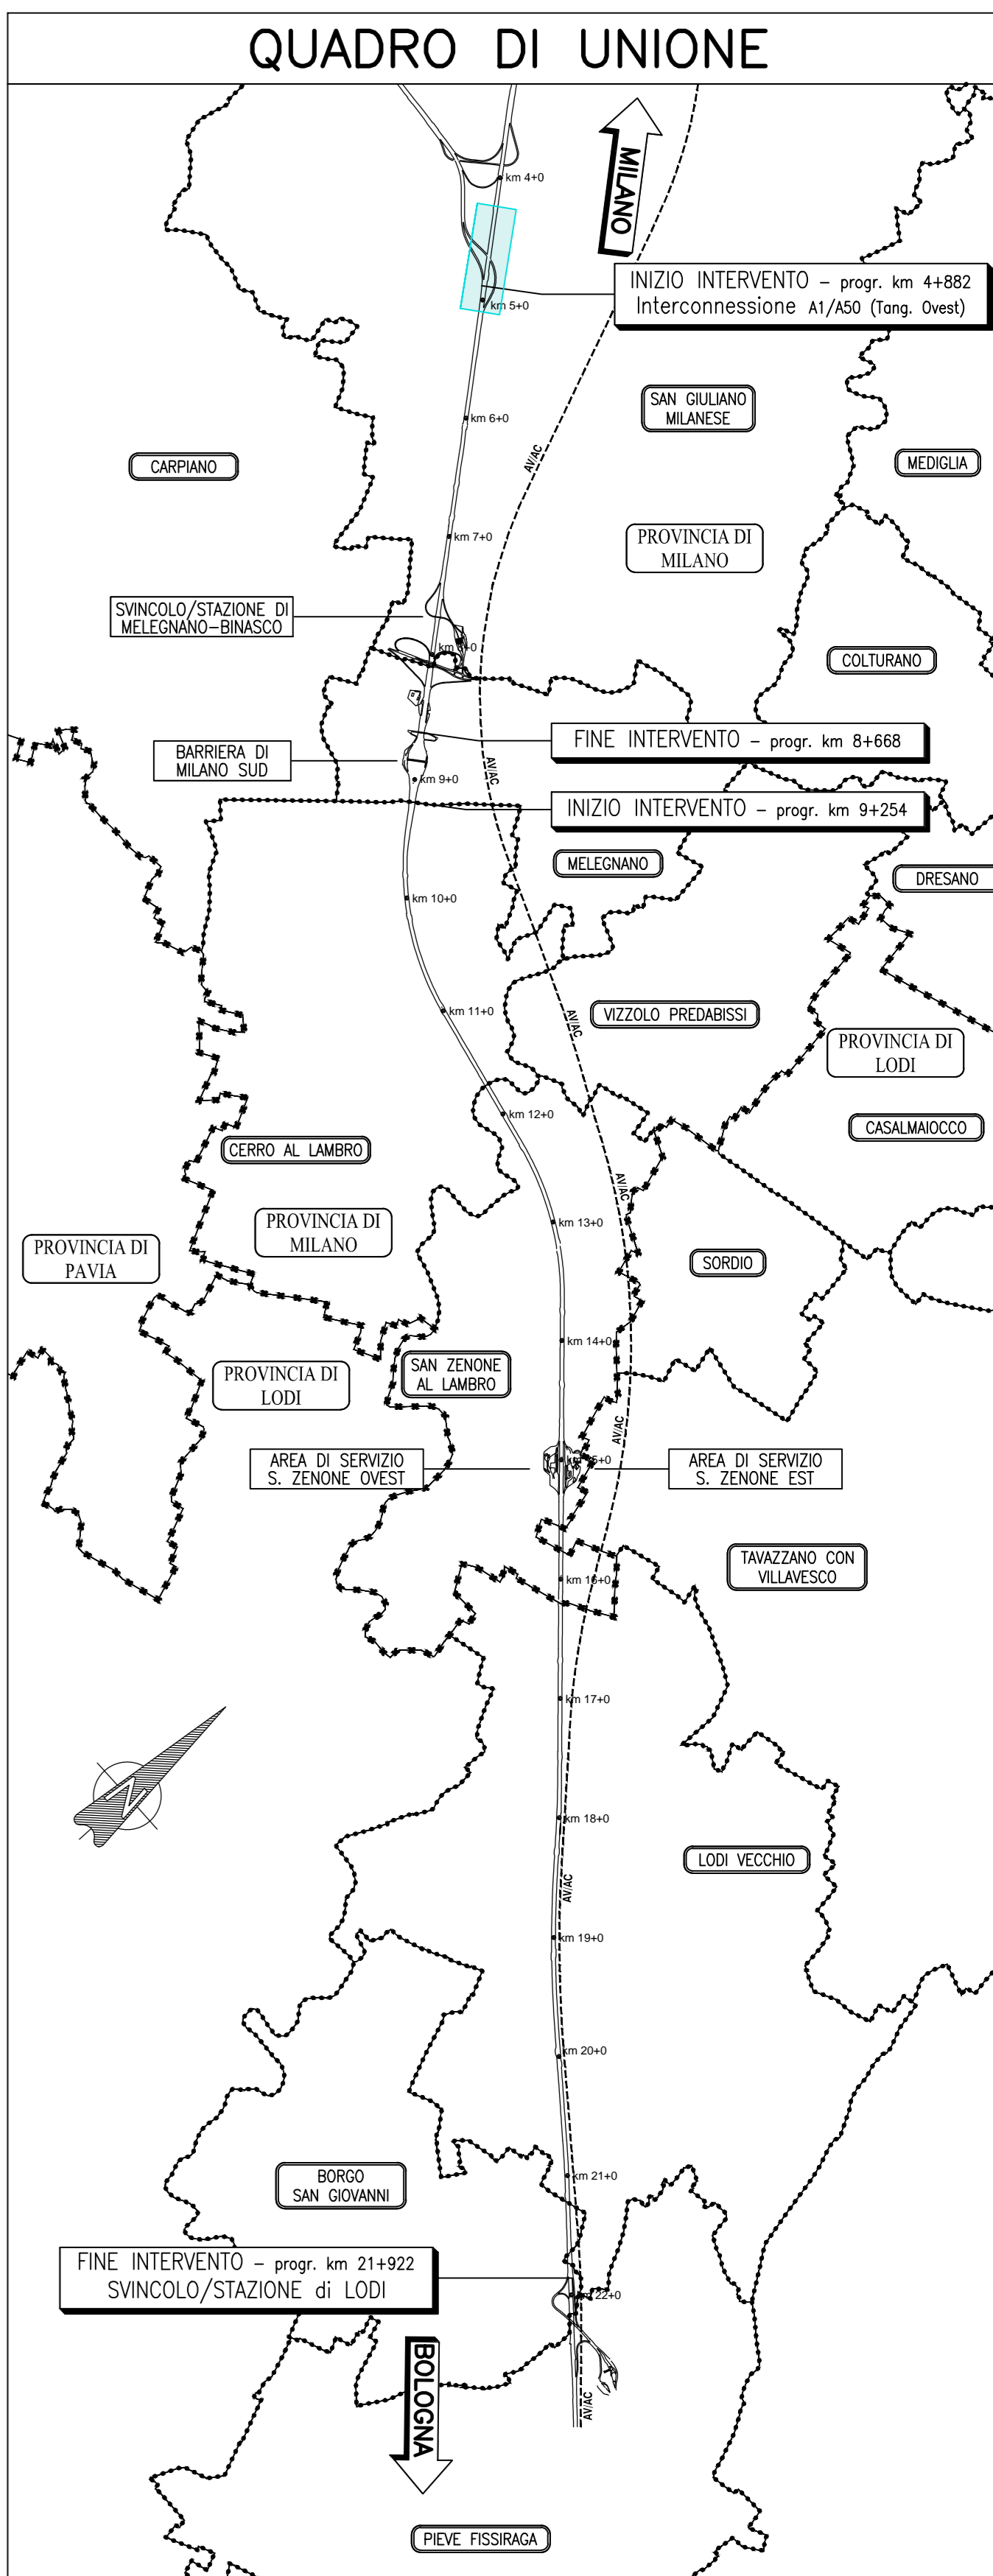 QUADRO DI UNIONE
km 4+0
MILANO
INIZIO INTERVENTO – progr. km 4+882
Interconnessione A1/A50 (Tang. Ovest)
km 5+0
SAN GIULIANO
MILANESE
km 6+0
AV/AC
CARPIANO
MEDIGLIA
km 7+0
PROVINCIA DI
MILANO
SVINCOLO/STAZIONE DI
MELEGNANO–BINASCO
COLTURANO
FINE INTERVENTO – progr. km 8+668
BARRIERA DI
MILANO SUD
AV/AC
km 9+0
INIZIO INTERVENTO – progr. km 9+254
MELEGNANO
DRESANO
km 10+0
km 11+0
VIZZOLO PREDABISSI
AV/AC
PROVINCIA DI
LODI
km 12+0
CASALMAIOCCO
CERRO AL LAMBRO
AV/AC
PROVINCIA DI
MILANO
km 13+0
PROVINCIA DI
PAVIA
SORDIO
km 14+0
SAN ZENONE
AL LAMBRO
PROVINCIA DI
LODI
AV/AC
AREA DI SERVIZIO
S. ZENONE OVEST
AREA DI SERVIZIO
S. ZENONE EST
TAVAZZANO CON
VILLAVESCO
km 16+0
km 17+0
N
km 18+0
LODI VECCHIO
AV/AC
km 19+0
km 20+0
km 21+0
BORGO
SAN GIOVANNI
FINE INTERVENTO – progr. km 21+922
SVINCOLO/STAZIONE di LODI
km 22+0
BOLOGNA
AV/AC
PIEVE FISSIRAGA